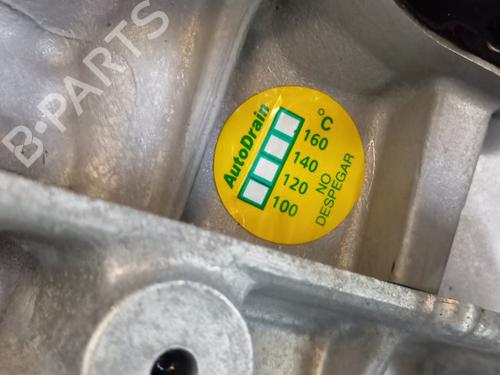 B-PARTS
AutoDrain
°C
160
140
120
100
NO
DESPEGAR